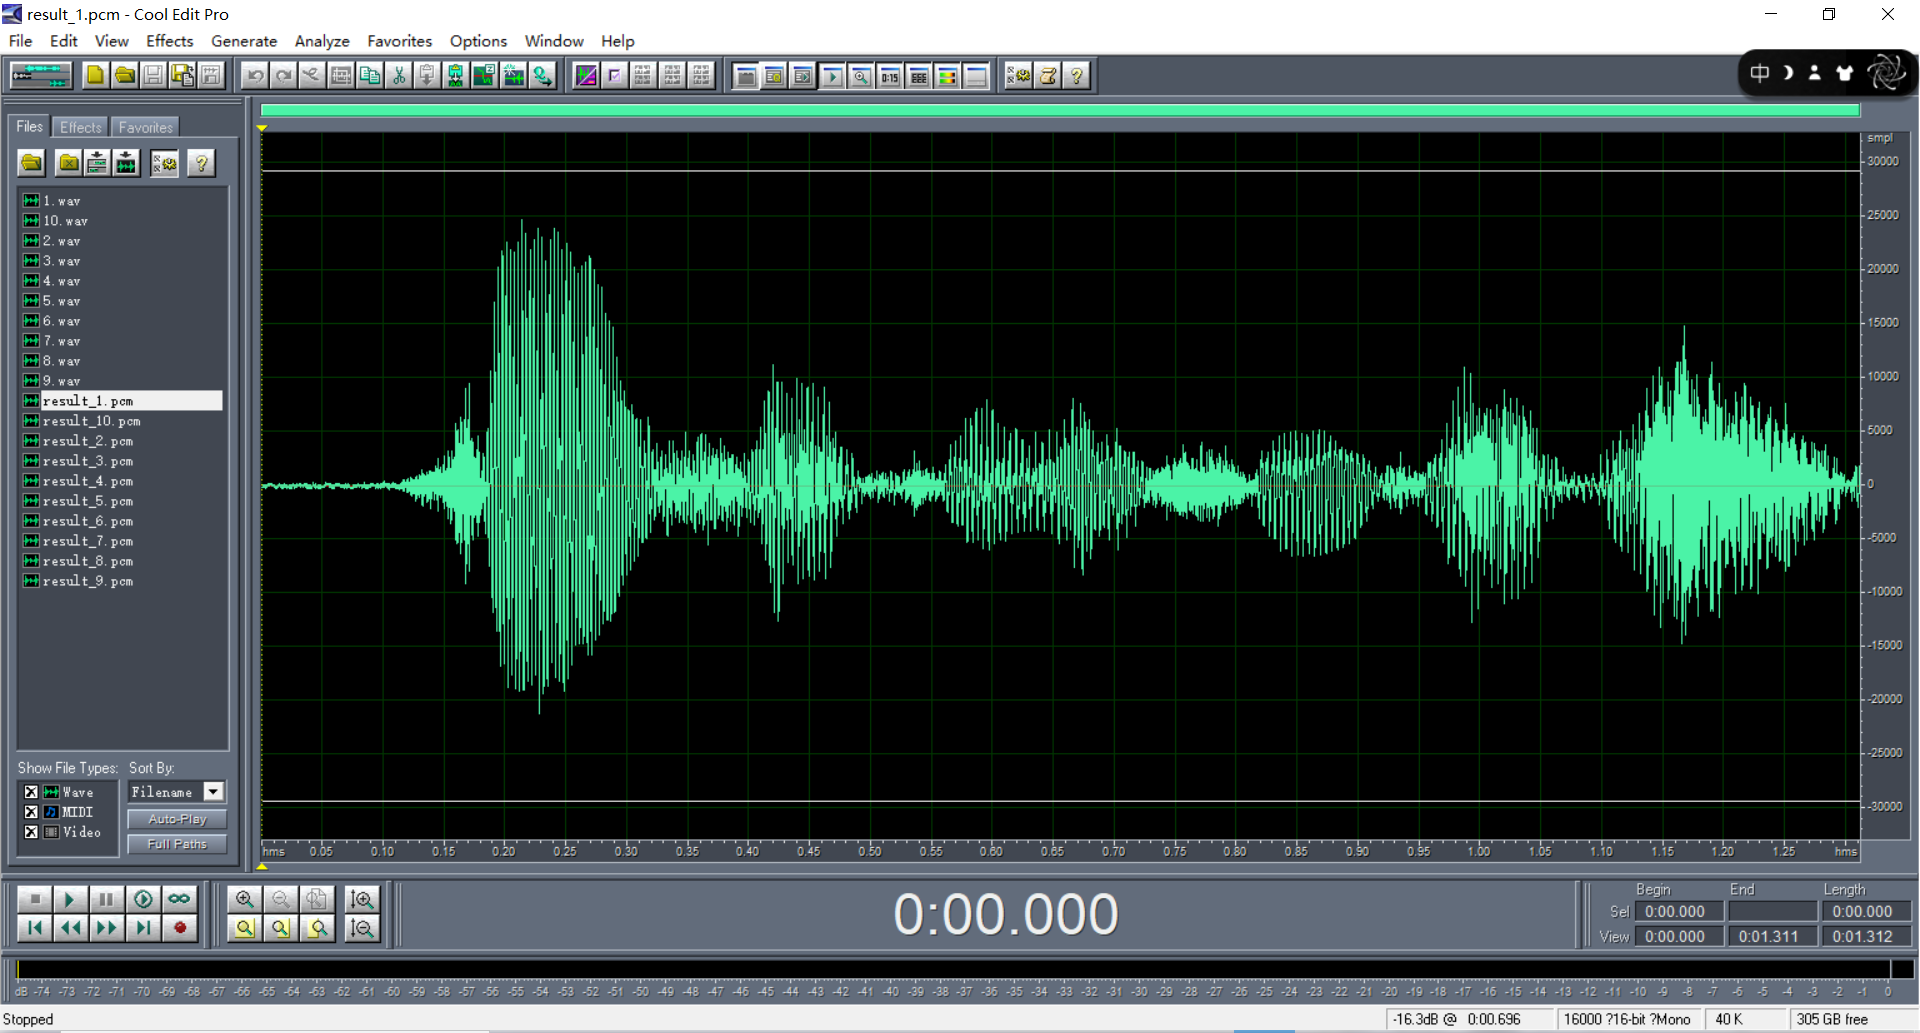 result_1.pcm - Cool Edit Pro
File Edit View Effects Generate Analyze Favorites Options Window Help
中
Files Effects Favorites
1.wav
10.wav
2.wav
3.wav
4.wav
5.wav
6.wav
7.wav
8.wav
9.wav
result_1.pcm
result_10.pcm
result_2.pcm
result_3.pcm
result_4.pcm
result_5.pcm
result_6.pcm
result_7.pcm
result_8.pcm
result_9.pcm
Show File Types: Sort By:
Wave Filename
MIDI Auto-Play
Video Full Paths
smpl
30000
25000
20000
15000
10000
5000
0
-5000
-10000
-15000
-20000
-25000
-30000
hms 0.05 0.10 0.15 0.20 0.25 0.30 0.35 0.40 0.45 0.50 0.55 0.60 0.65 0.70 0.75 0.80 0.85 0.90 0.95 1.00 1.05 1.10 1.15 1.20 1.25 hms
0:00.000
Begin End Length
Sel 0:00.000 0:00.000
View 0:00.000 0:01.311 0:01.312
dB -74 -73 -72 -71 -70 -69 -68 -67 -66 -65 -64 -63 -62 -61 -60 -59 -58 -57 -56 -55 -54 -53 -52 -51 -50 -49 -48 -47 -46 -45 -44 -43 -42 -41 -40 -39 -38 -37 -36 -35 -34 -33 -32 -31 -30 -29 -28 -27 -26 -25 -24 -23 -22 -21 -20 -19 -18 -17 -16 -15 -14 -13 -12 -11 -10 -9 -8 -7 -6 -5 -4 -3 -2 -1 0
Stopped -16.3dB @ 0:00.696 16000 ?16-bit ?Mono 40 K 305 GB free